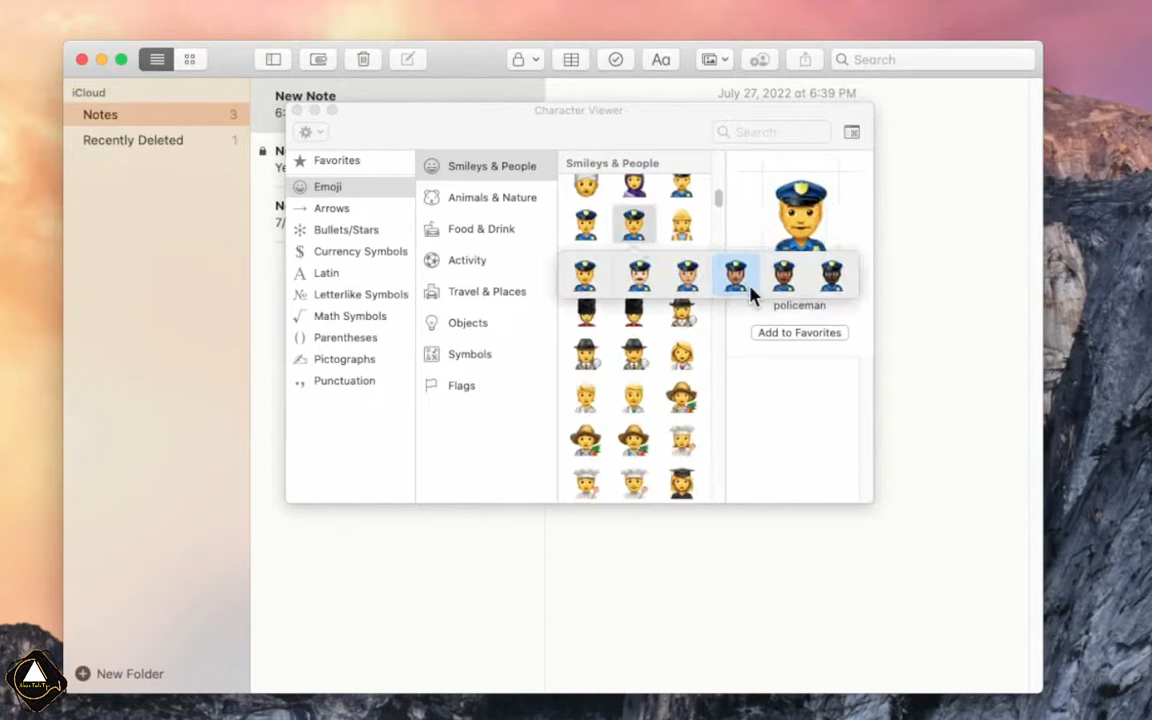 Aa
Search
iCloud
Notes 3
Recently Deleted 1
New Folder
New Note
July 27, 2022 at 6:39 PM
Character Viewer
Search
Favorites
Emoji
Arrows
Bullets/Stars
$ Currency Symbols
Latin
Letterlike Symbols
Math Symbols
( ) Parentheses
Pictographs
Punctuation
Smileys & People
Animals & Nature
Food & Drink
Activity
Travel & Places
Objects
Symbols
Flags
Smileys & People
policeman
Add to Favorites